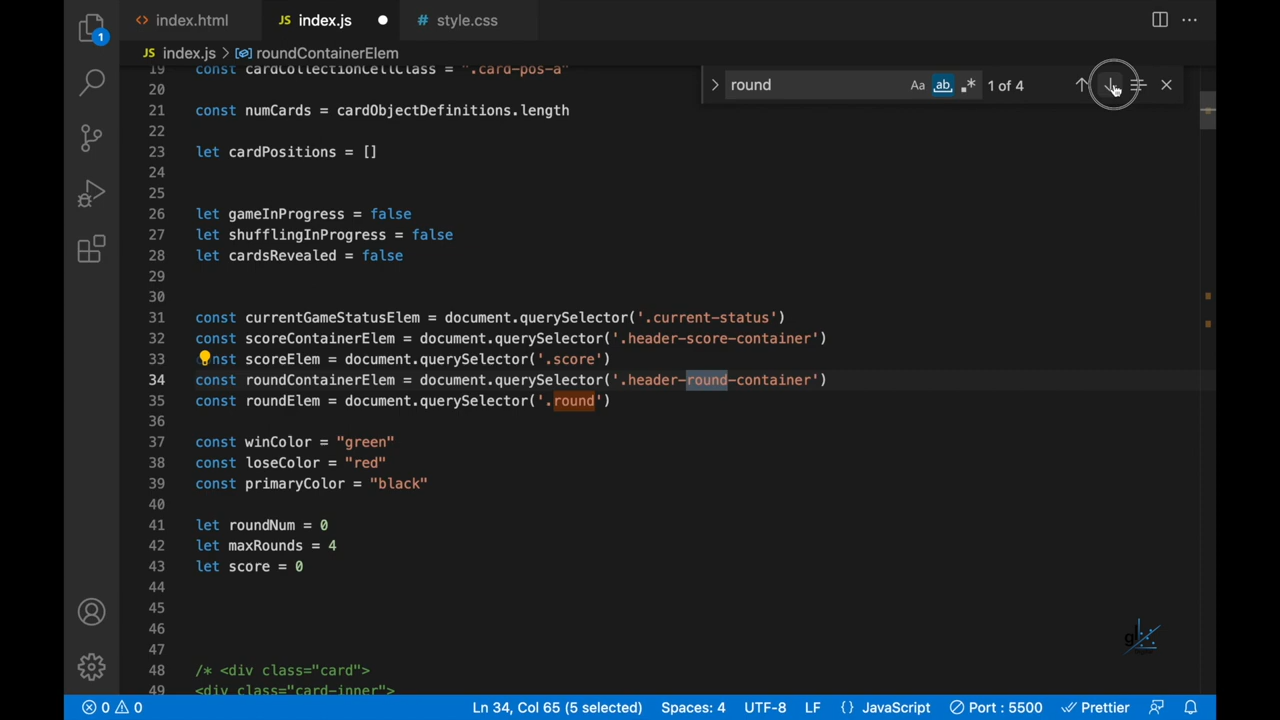 index.html
JS index.js
# style.css
1
JS index.js > roundContainerElem
round
Aa ab .* 1 of 4
19 const cardCollectionCellClass = ".card-pos-a"
20
21 const numCards = cardObjectDefinitions.length
22
23 let cardPositions = []
24
25
26 let gameInProgress = false
27 let shufflingInProgress = false
28 let cardsRevealed = false
29
30
31 const currentGameStatusElem = document.querySelector('.current-status')
32 const scoreContainerElem = document.querySelector('.header-score-container')
33 nst scoreElem = document.querySelector('.score')
34 const roundContainerElem = document.querySelector('.header-round-container')
35 const roundElem = document.querySelector('.round')
36
37 const winColor = "green"
38 const loseColor = "red"
39 const primaryColor = "black"
40
41 let roundNum = 0
42 let maxRounds = 4
43 let score = 0
44
45
46
47
48 /* <div class="card">
49 <div class="card-inner">
0 0 Ln 34, Col 65 (5 selected) Spaces: 4 UTF-8 LF {} JavaScript Port : 5500 Prettier